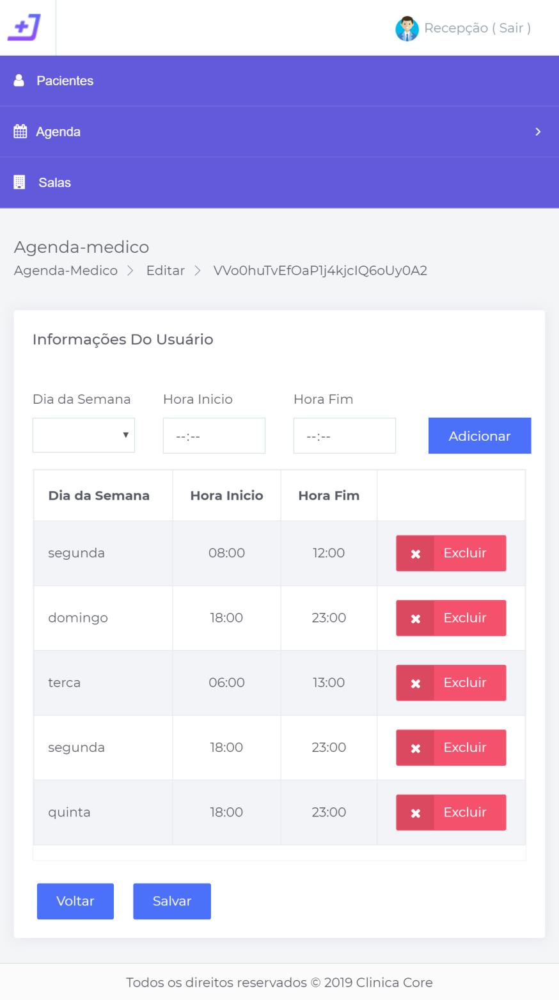 Recepção ( Sair )
Pacientes
Agenda
Salas
Agenda-medico
Agenda-Medico > Editar > VVo0huTvEfOaP1j4kjcIQ6oUy0A2
Informações Do Usuário
Dia da Semana Hora Inicio Hora Fim
--:-- --:-- Adicionar
Dia da Semana Hora Inicio Hora Fim
segunda 08:00 12:00 Excluir
domingo 18:00 23:00 Excluir
terca 06:00 13:00 Excluir
segunda 18:00 23:00 Excluir
quinta 18:00 23:00 Excluir
Voltar Salvar
Todos os direitos reservados © 2019 Clinica Core